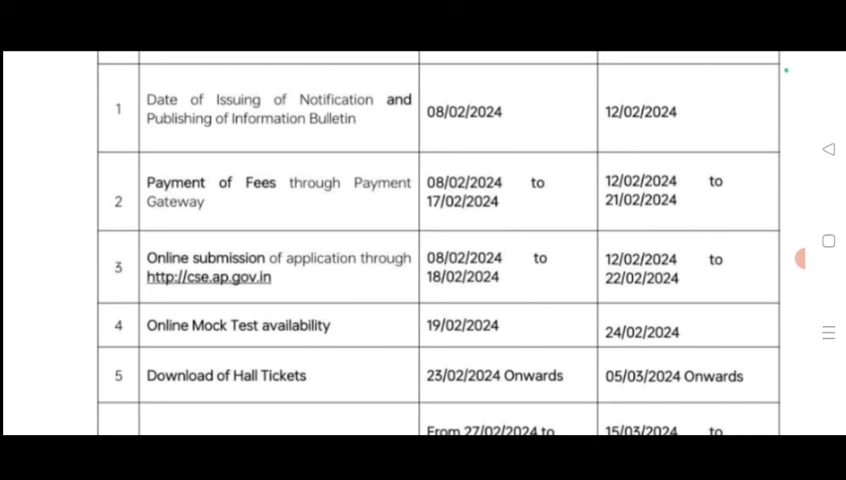 1 Date of Issuing of Notification and 08/02/2024 12/02/2024
Publishing of Information Bulletin
2 Payment of Fees through Payment 08/02/2024 to 12/02/2024 to
Gateway 17/02/2024 21/02/2024
3 Online submission of application through 08/02/2024 to 12/02/2024 to
http://cse.ap.gov.in 18/02/2024 22/02/2024
4 Online Mock Test availability 19/02/2024 24/02/2024
5 Download of Hall Tickets 23/02/2024 Onwards 05/03/2024 Onwards
From 27/02/2024 to 15/03/2024 to